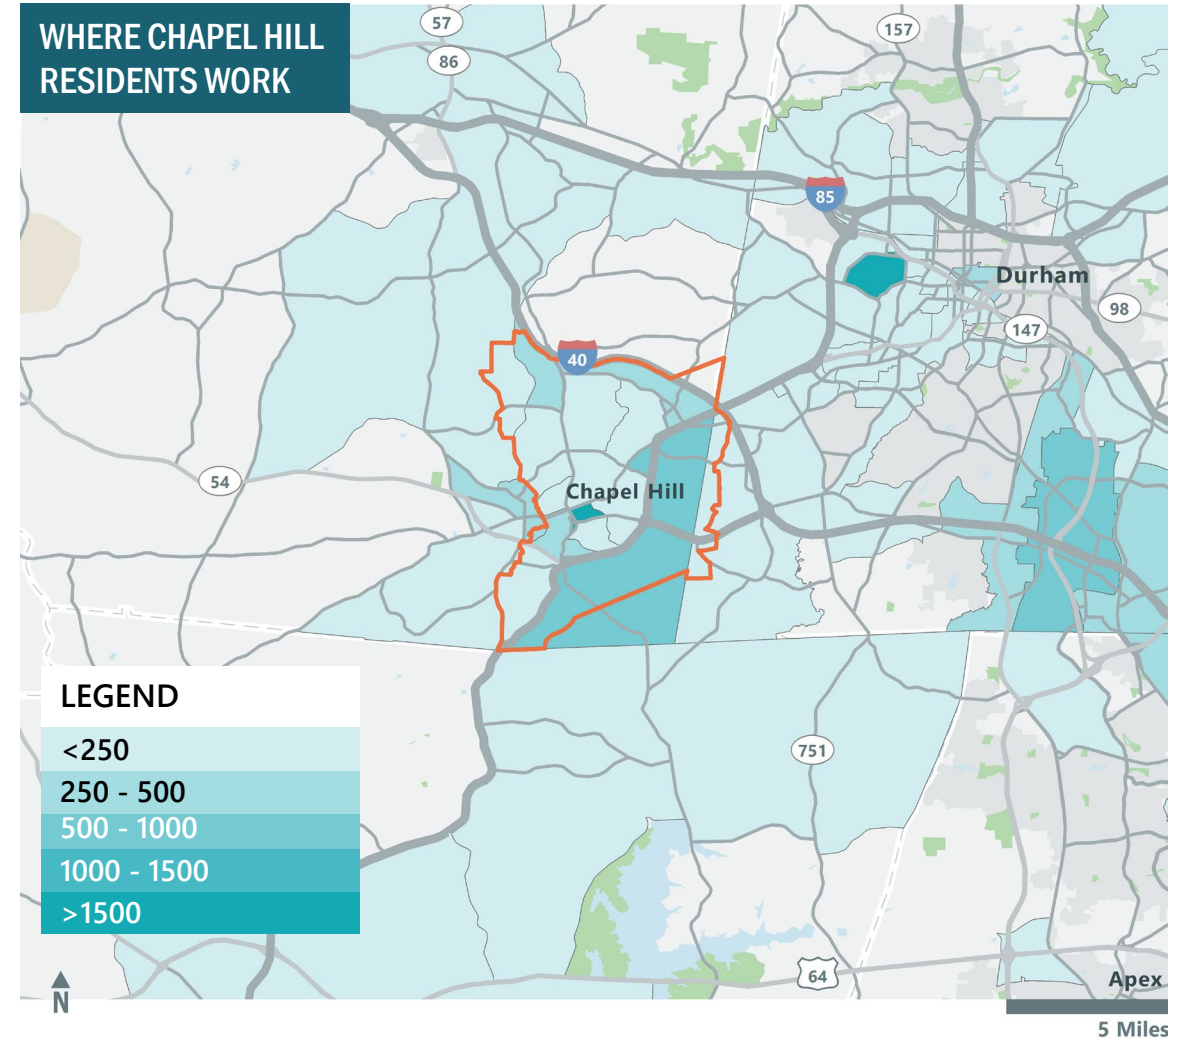 WHERE CHAPEL HILL
RESIDENTS WORK
57
86
157
85
Durham
98
147
40
54
Chapel Hill
LEGEND
<250
250 - 500
500 - 1000
1000 - 1500
>1500
751
64
Apex
N
5 Miles